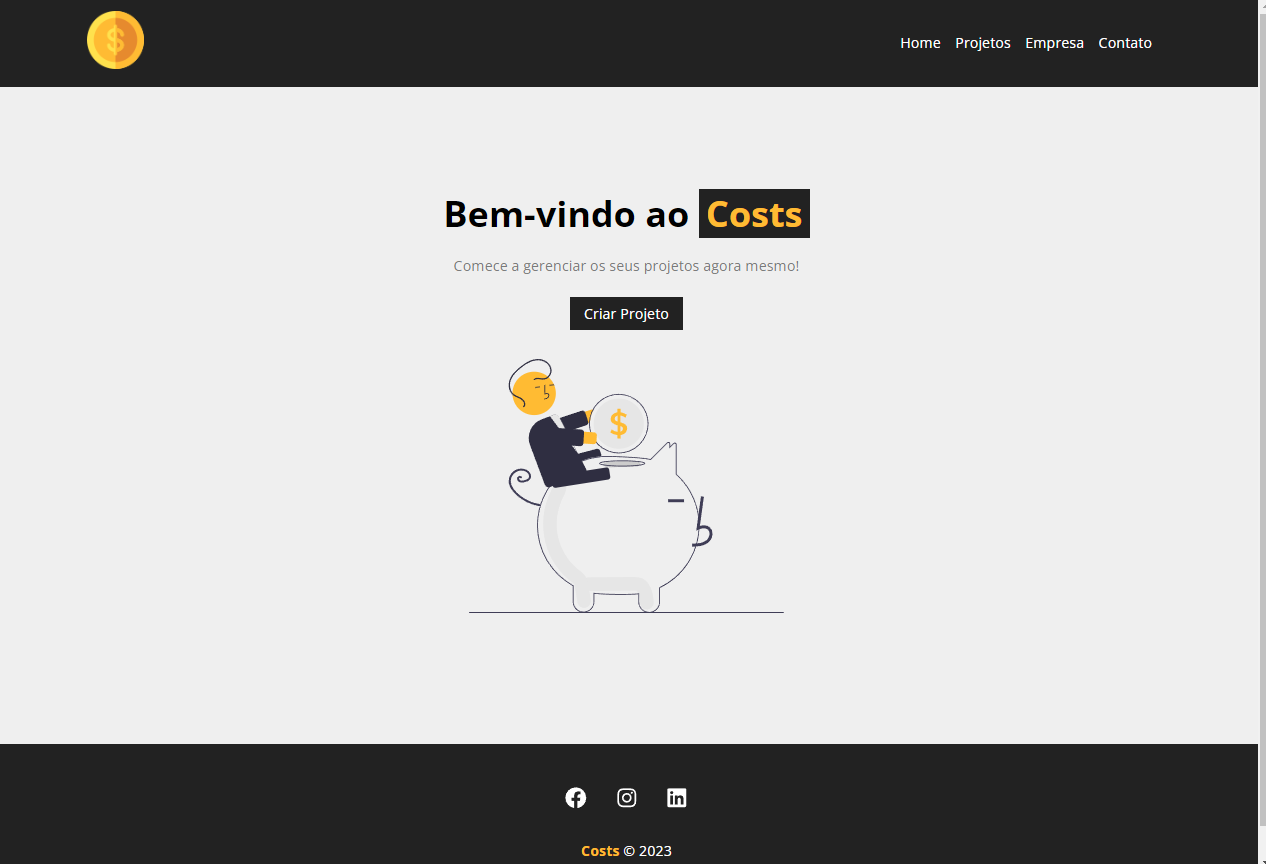 $
Home Projetos Empresa Contato
Bem-vindo ao Costs
Comece a gerenciar os seus projetos agora mesmo!
Criar Projeto
$
Costs © 2023